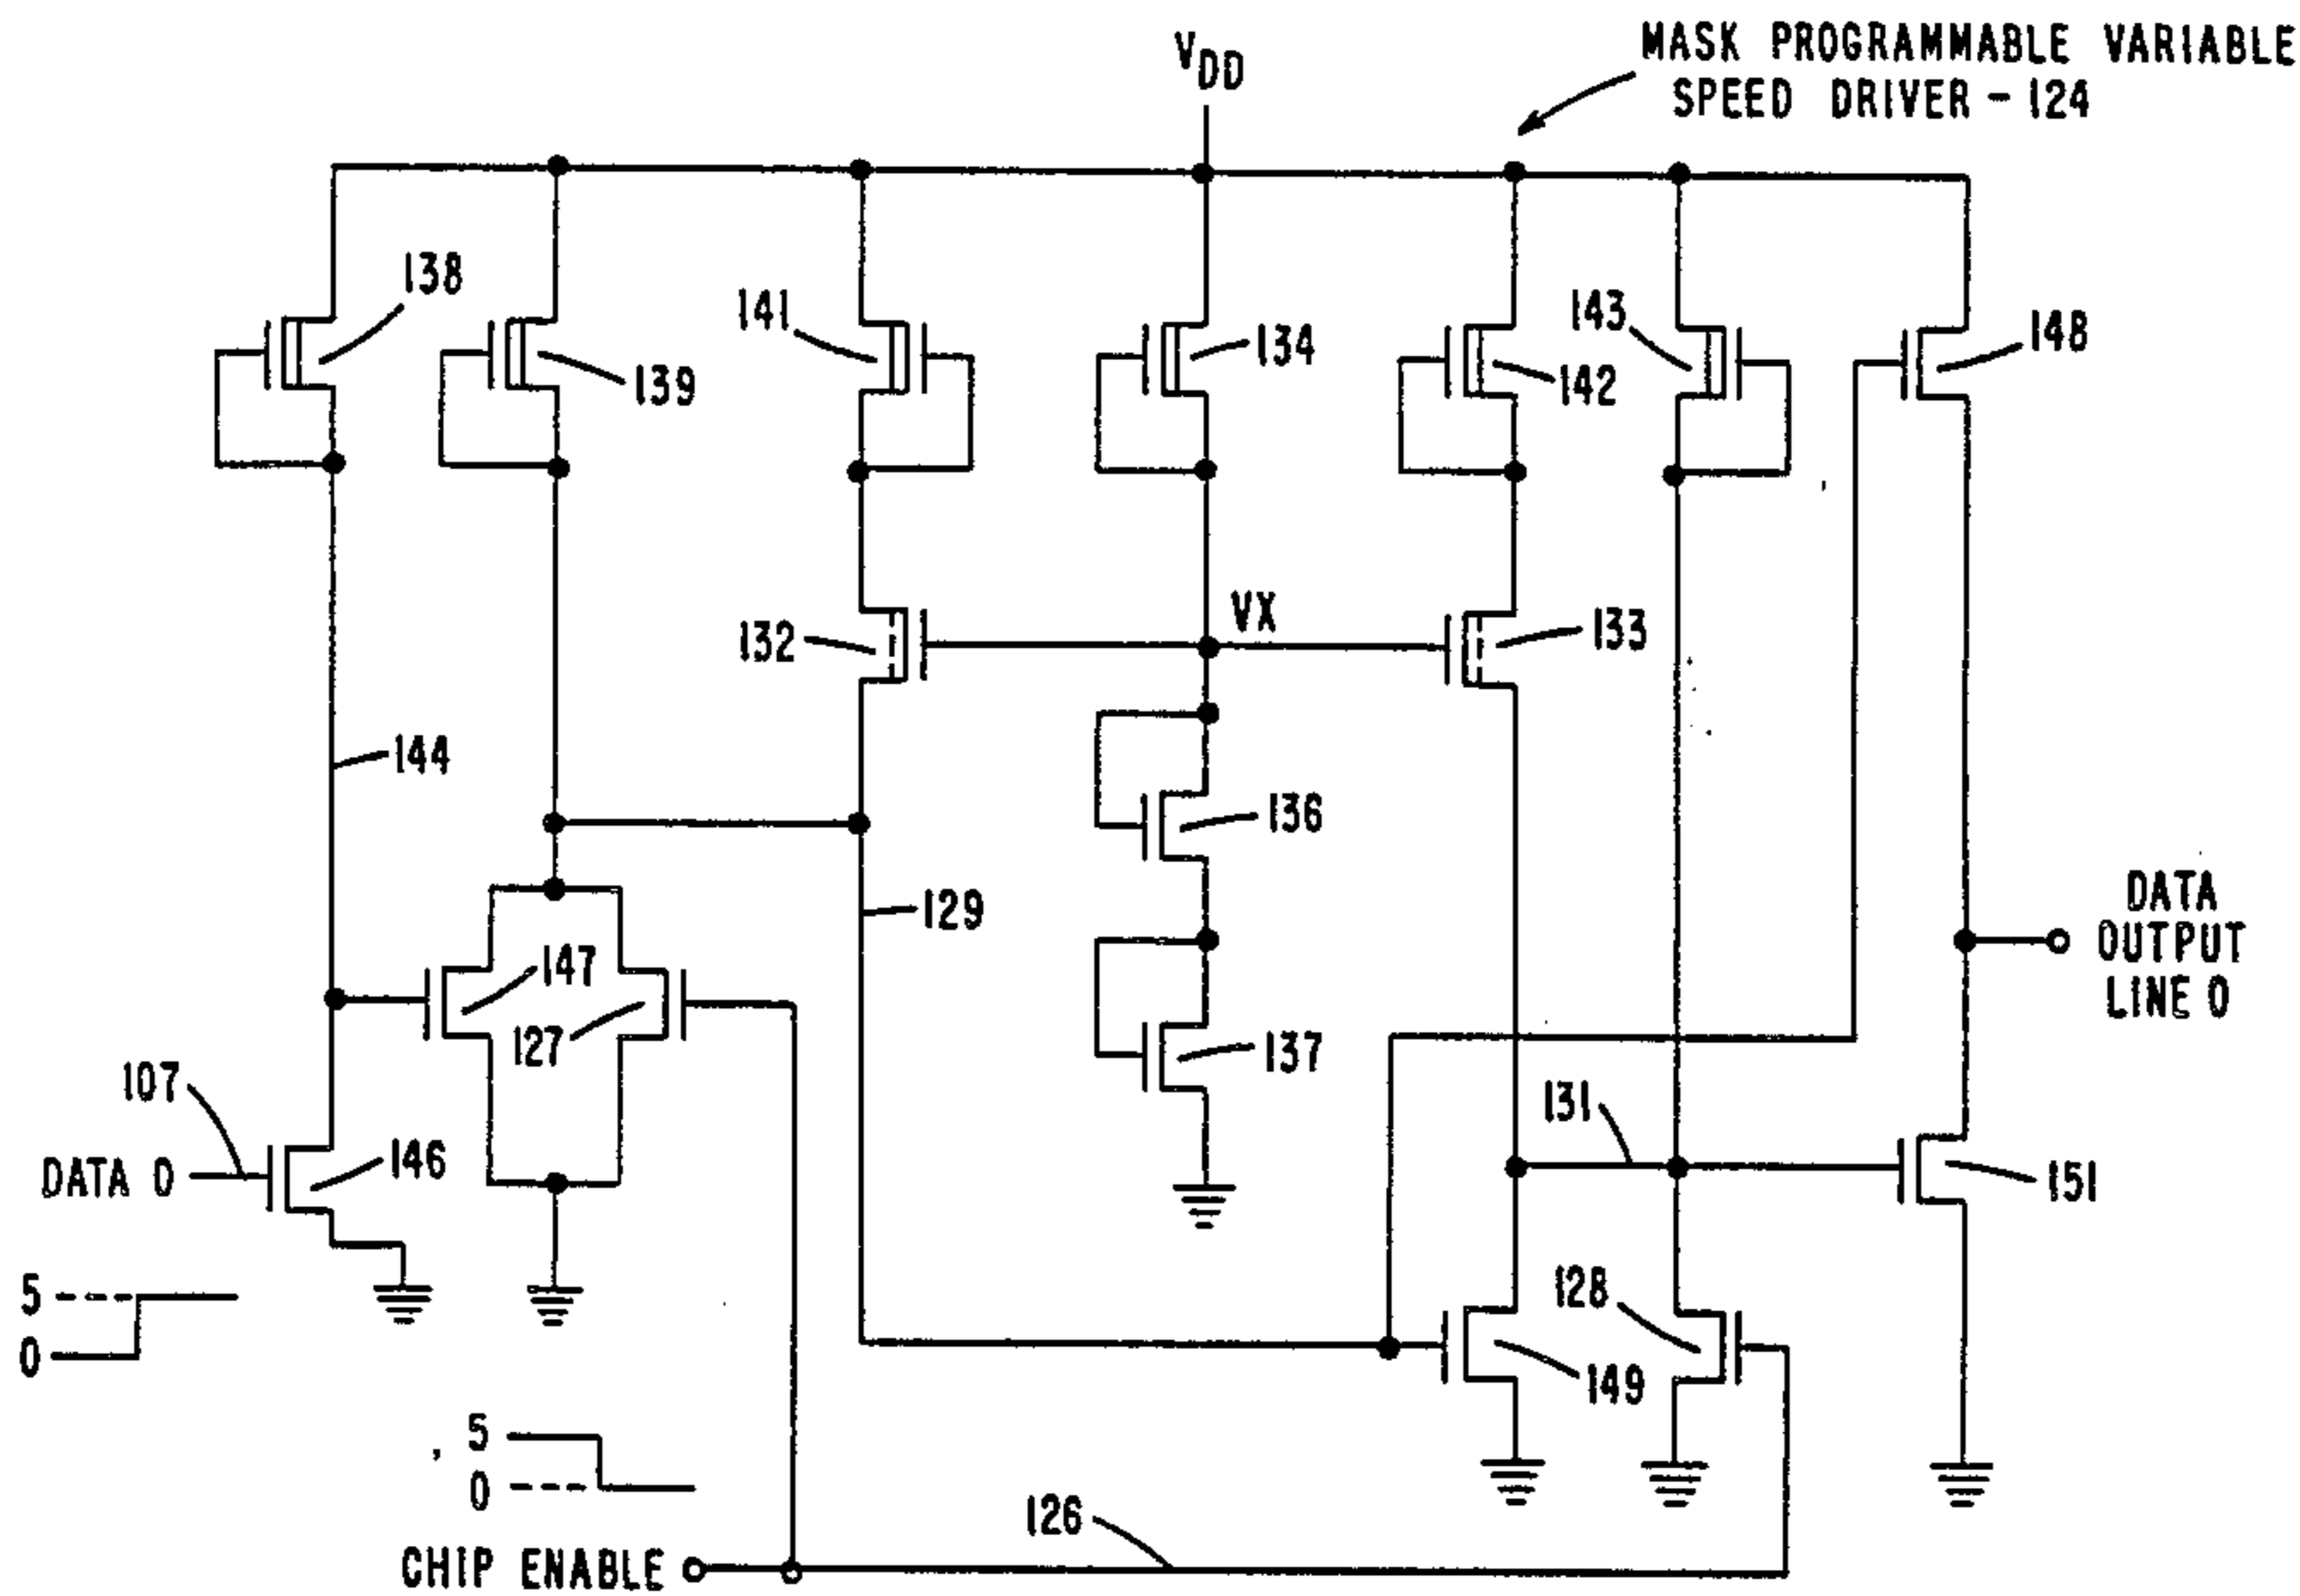 V_DD
MASK PROGRAMMABLE VARIABLE
SPEED DRIVER - 124
138
139
141
134
142
143
148
132
VX
133
144
136
129
147
127
137
DATA
OUTPUT
LINE 0
107
DATA 0
146
131
151
5
0
128
149
5
0
126
CHIP ENABLE